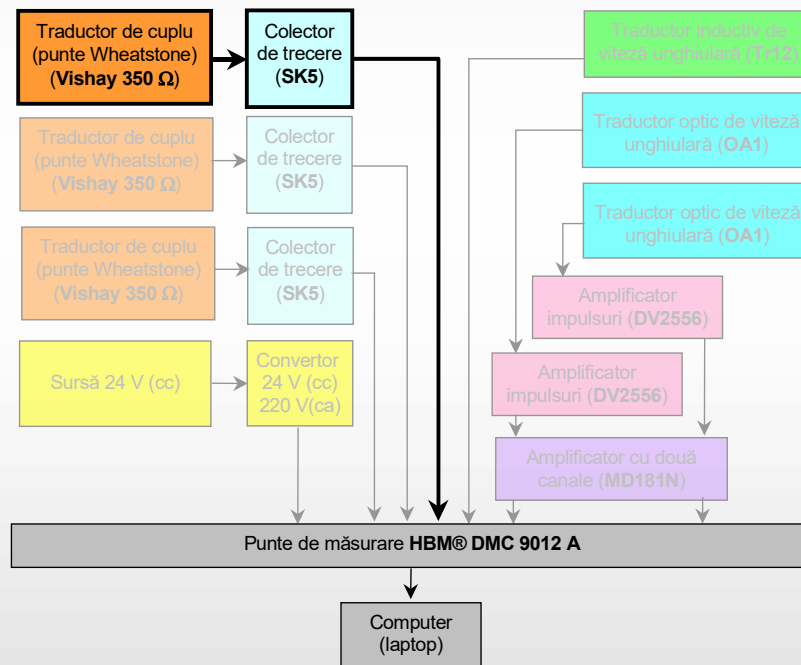 Traductor de cuplu
(punte Wheatstone)
(Vishay 350 Ω)
Colector
de trecere
(SK5)
Traductor inductiv de
viteză unghiulară (Tr12)
Traductor de cuplu
(punte Wheatstone)
(Vishay 350 Ω)
Colector
de trecere
(SK5)
Traductor optic de viteză
unghiulară (OA1)
Traductor optic de viteză
unghiulară (OA1)
Traductor de cuplu
(punte Wheatstone)
(Vishay 350 Ω)
Colector
de trecere
(SK5)
Amplificator
impulsuri (DV2556)
Sursă 24 V (cc)
Convertor
24 V (cc)
220 V(ca)
Amplificator
impulsuri (DV2556)
Amplificator cu două
canale (MD181N)
Punte de măsurare HBM® DMC 9012 A
Computer
(laptop)